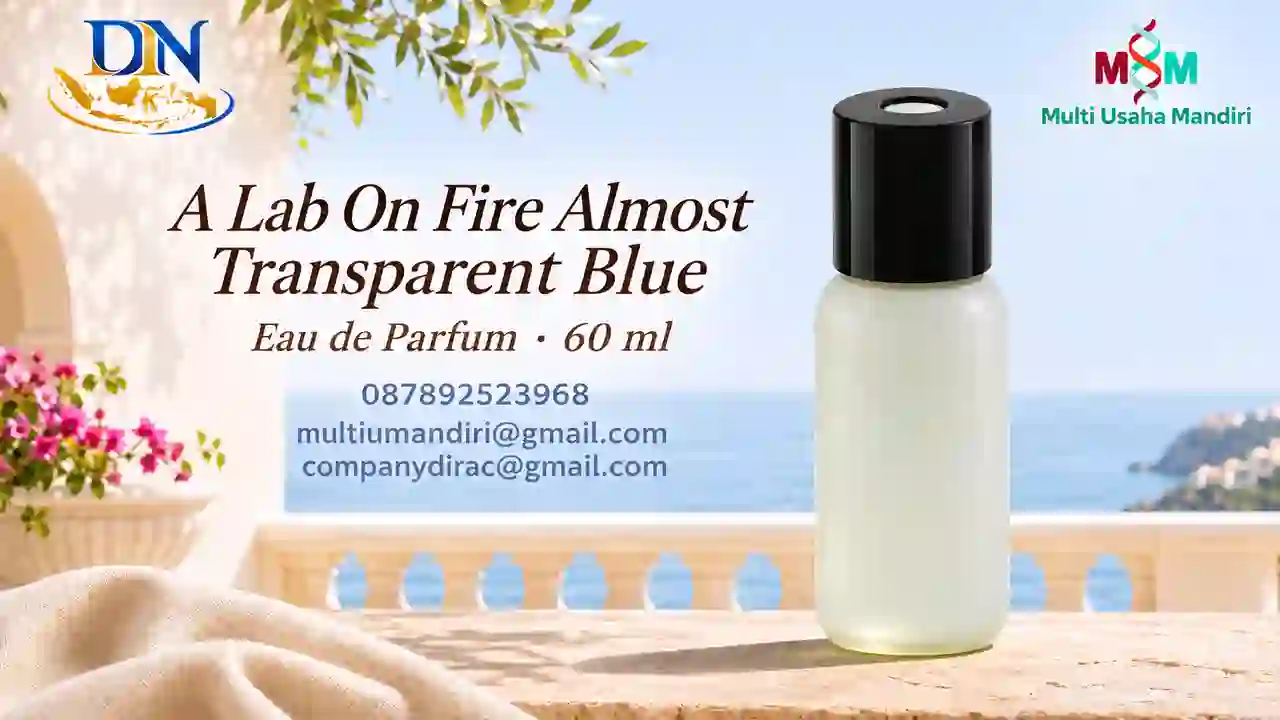 DN
M M
Multi Usaha Mandiri
A Lab On Fire Almost
Transparent Blue
Eau de Parfum · 60 ml
087892523968
multiumandiri@gmail.com
companydirac@gmail.com